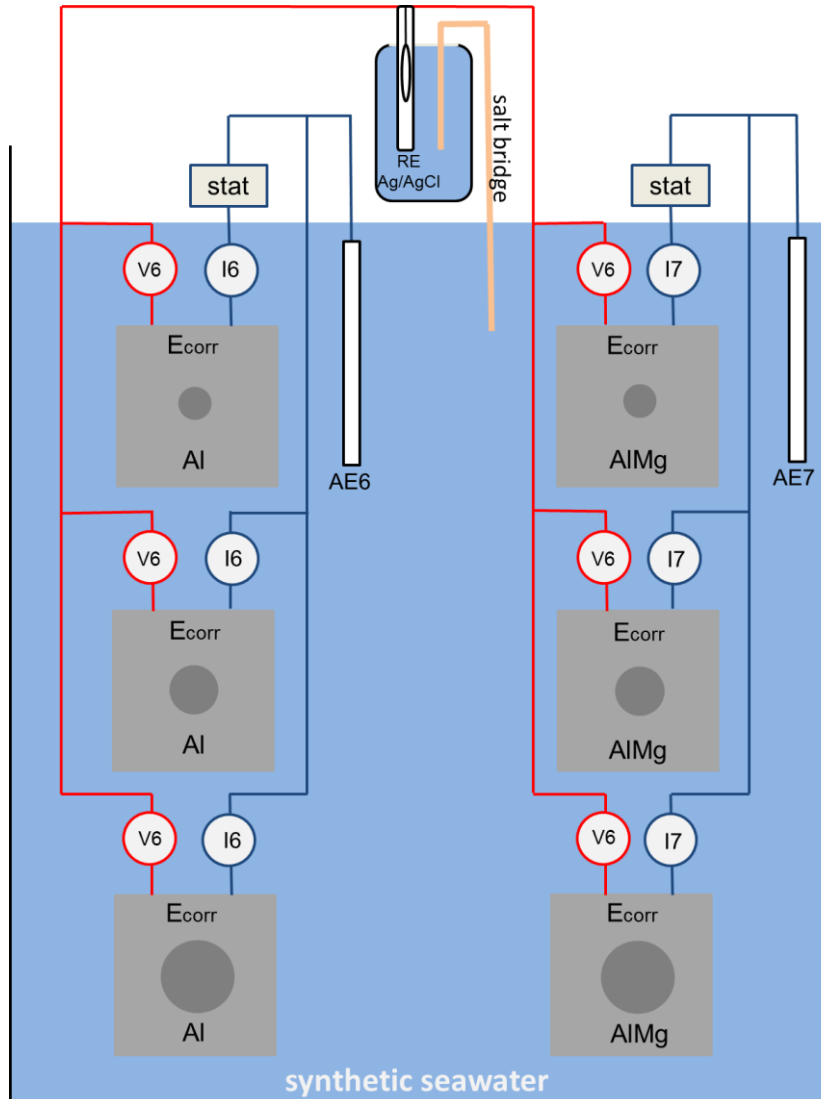 RE
Ag/AgCl
salt bridge
stat
stat
V6
I6
V6
I7
Ecorr
Al
Ecorr
AlMg
AE6
AE7
V6
I6
V6
I7
Ecorr
Al
Ecorr
AlMg
V6
I6
V6
I7
Ecorr
Al
Ecorr
AlMg
synthetic seawater